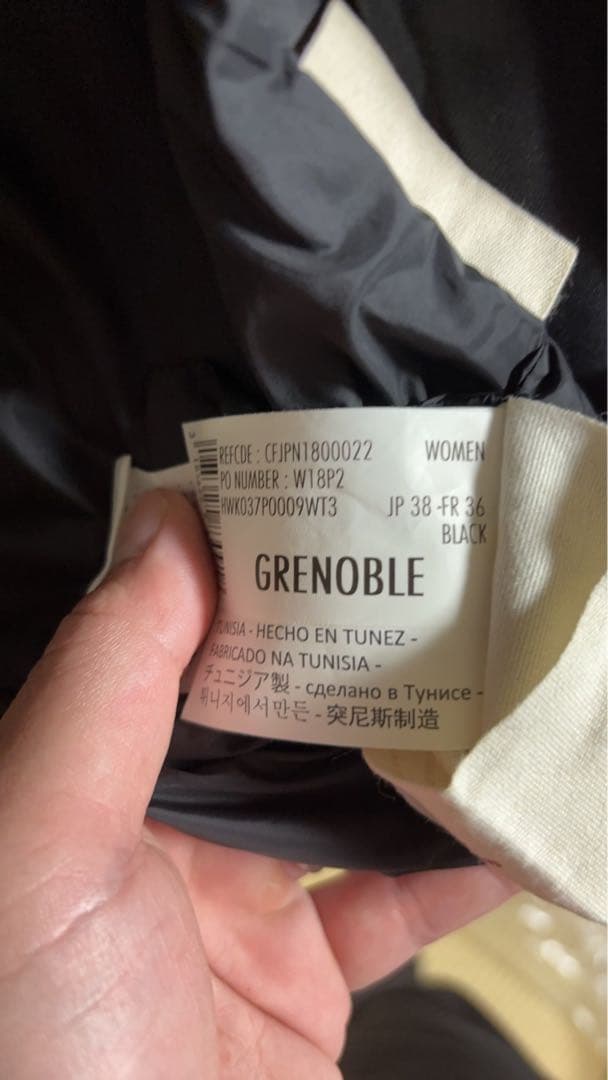 REFCDE : CFJPN1800022 WOMEN
PO NUMBER : W18P2
HWK037P0009WT3 JP 38 -FR 36
BLACK
GRENOBLE
TUNISIA - HECHO EN TUNEZ -
FABRICADO NA TUNISIA -
チュニジア製 - сделано в Тунисе -
튀니지에서만든 - 突尼斯制造